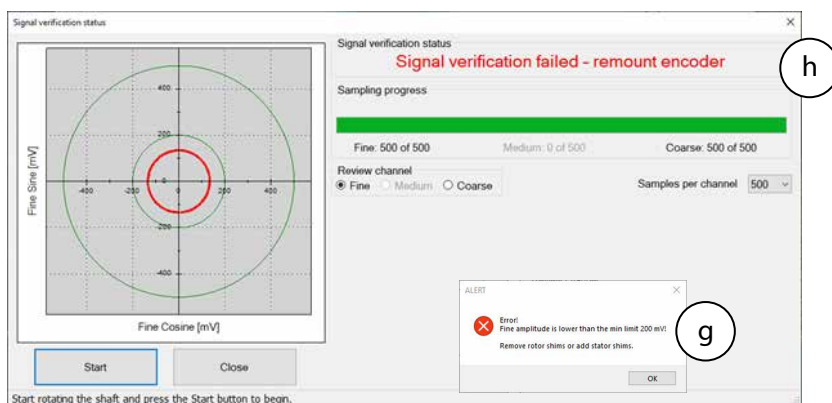 Signal verification status
Signal verification status
Signal verification failed - remount encoder
h
Sampling progress
Fine: 500 of 500
Medium: 0 of 500
Coarse: 500 of 500
Review channel
Fine
Medium
Coarse
Samples per channel
500
Fine Sine [mV]
400
200
-400
-200
0
0
200
400
-200
-400
Fine Cosine [mV]
ALERT
Error!
Fine amplitude is lower than the min limit 200 mV!
Remove rotor shims or add stator shims.
OK
g
Start
Close
Start rotating the shaft and press the Start button to begin.